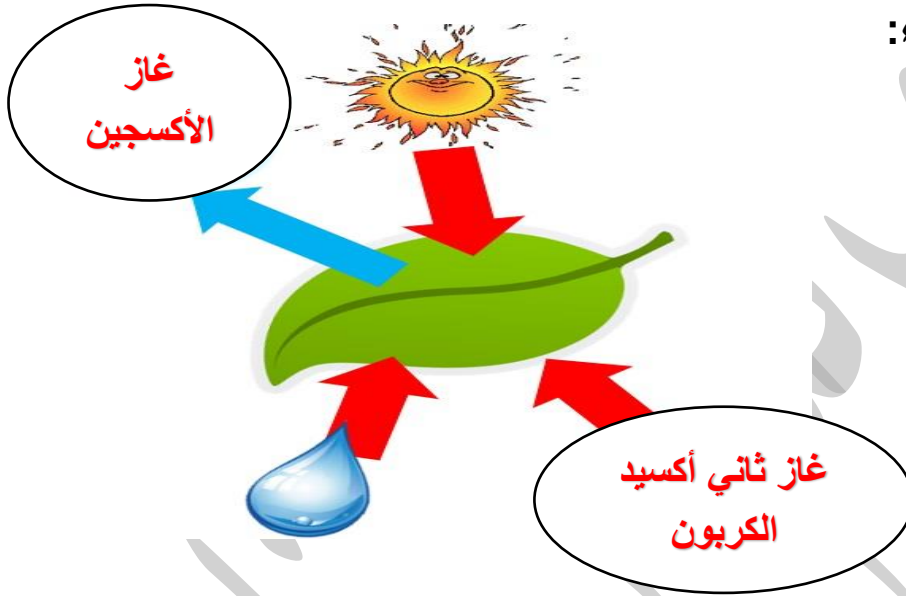 غاز
الأكسجين
غاز ثاني أكسيد
الكربون